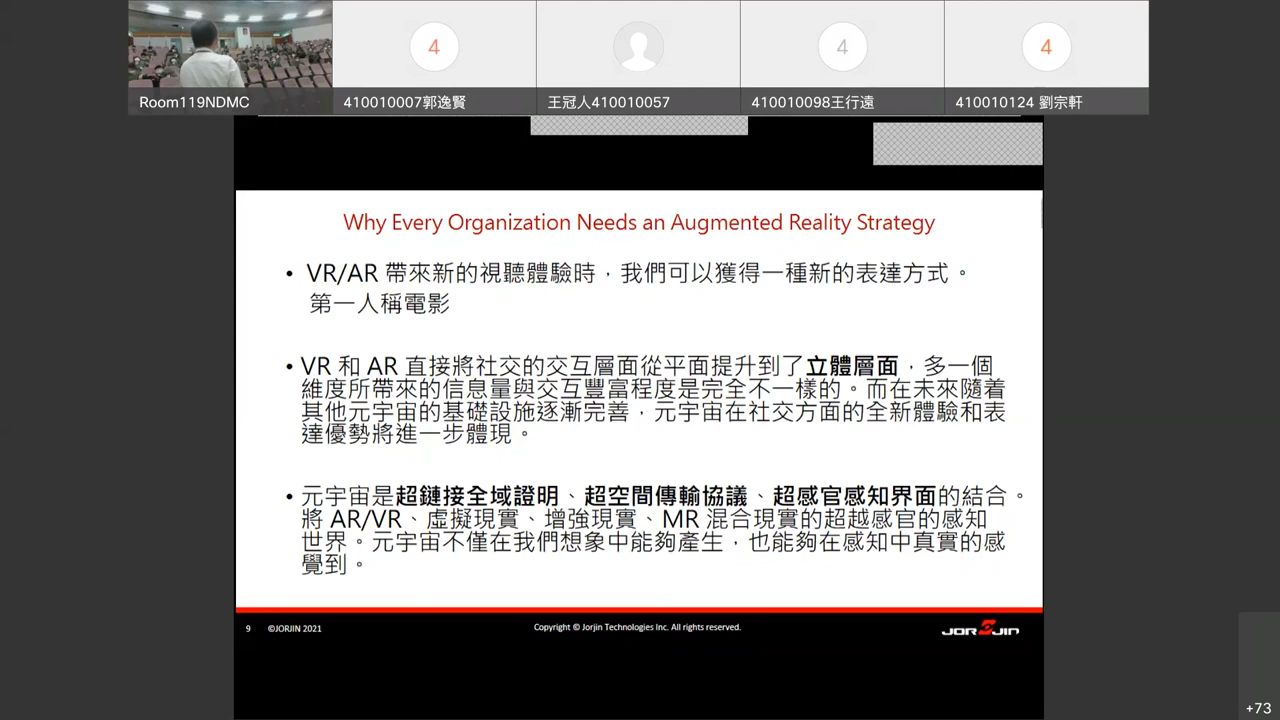 4
4
4
Room119NDMC
410010007郭逸賢
王冠人410010057
410010098王行遠
410010124 劉宗軒
Why Every Organization Needs an Augmented Reality Strategy
• VR/AR 帶來新的視聽體驗時，我們可以獲得一種新的表達方式。
第一人稱電影
• VR 和 AR 直接將社交的交互層面從平面提升到了立體層面，多一個
維度所帶來的信息量與交互豐富程度是完全不一樣的。而在未來隨着
其他元宇宙的基礎設施逐漸完善，元宇宙在社交方面的全新體驗和表
達優勢將進一步體現。
• 元宇宙是超鏈接全域證明、超空間傳輸協議、超感官感知界面的結合。
將 AR/VR、虛擬現實、增強現實、MR 混合現實的超越感官的感知
世界。元宇宙不僅在我們想象中能夠產生，也能夠在感知中真實的感
覺到。
9 ©JORJIN 2021
Copyright © Jorjin Technologies Inc. All rights reserved.
JORJIN
+73